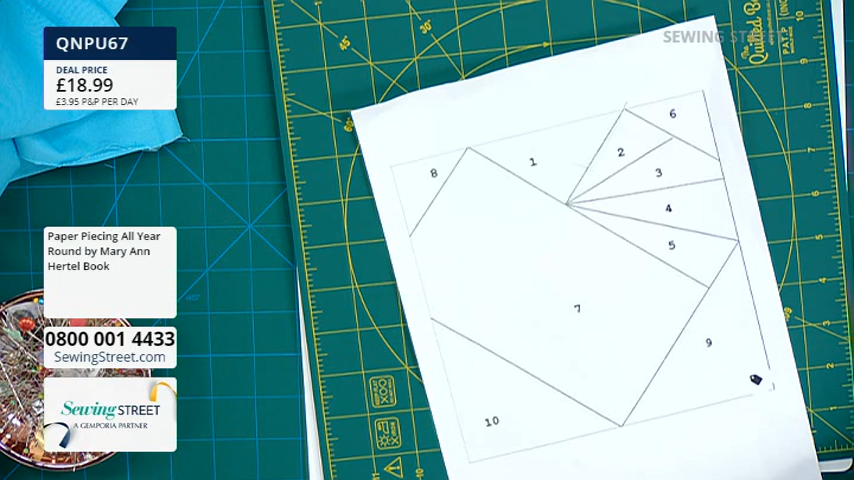 QNPU67
DEAL PRICE
£18.99
£3.95 P&P PER DAY
Paper Piecing All Year
Round by Mary Ann
Hertel Book
0800 001 4433
SewingStreet.com
Sewing STREET
A GEMPORIA PARTNER
SEWING STREET
6
8
1
2
3
4
5
7
9
10